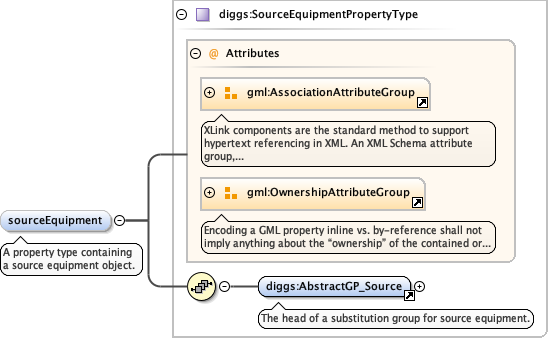 diggs:SourceEquipmentPropertyType
@ Attributes
gml:AssociationAttributeGroup
XLink components are the standard method to support
hypertext referencing in XML. An XML Schema attribute
group,...
gml:OwnershipAttributeGroup
Encoding a GML property inline vs. by-reference shall not
imply anything about the “ownership” of the contained or...
sourceEquipment
A property type containing
a source equipment object.
diggs:AbstractGP_Source
The head of a substitution group for source equipment.